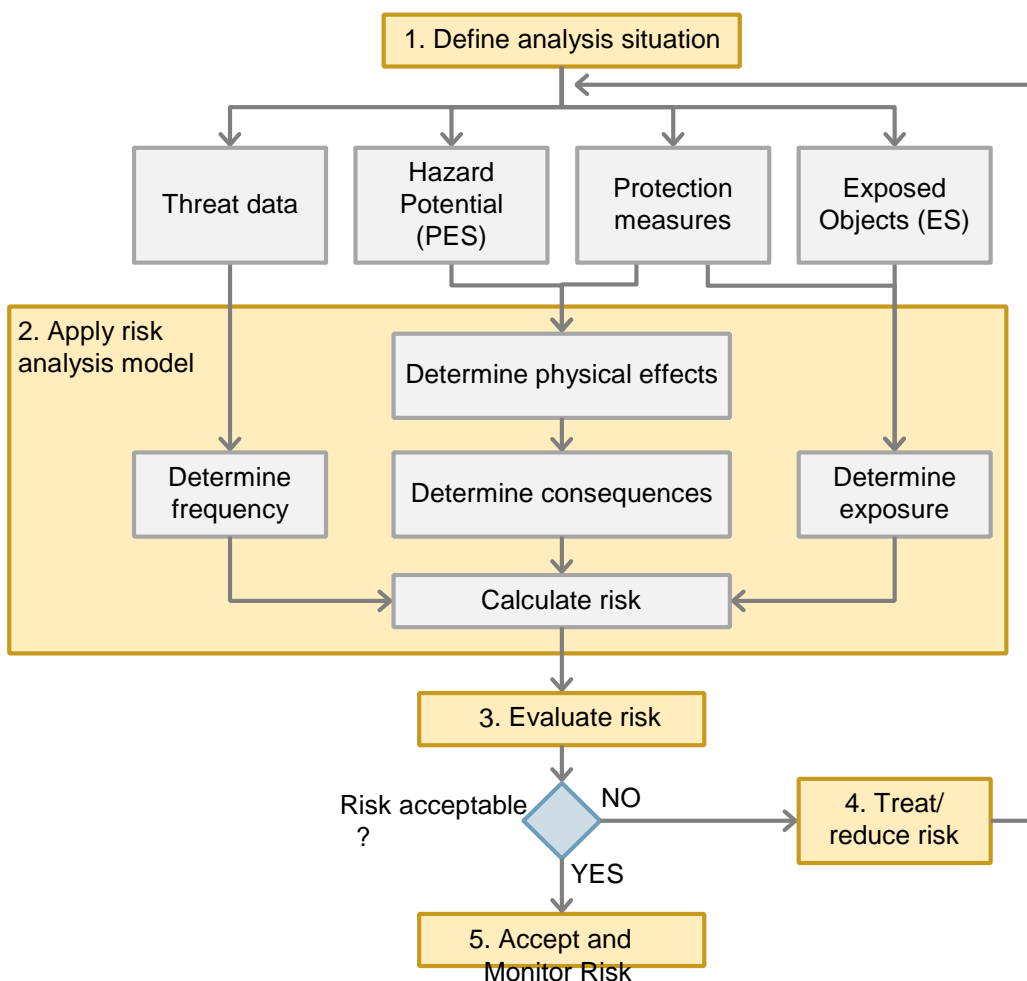 1. Define analysis situation
Threat data
Hazard
Potential
(PES)
Protection
measures
Exposed
Objects (ES)
2. Apply risk
analysis model
Determine physical effects
Determine
frequency
Determine consequences
Determine
exposure
Calculate risk
3. Evaluate risk
Risk acceptable
?
NO
4. Treat/
reduce risk
YES
5. Accept and
Monitor Risk